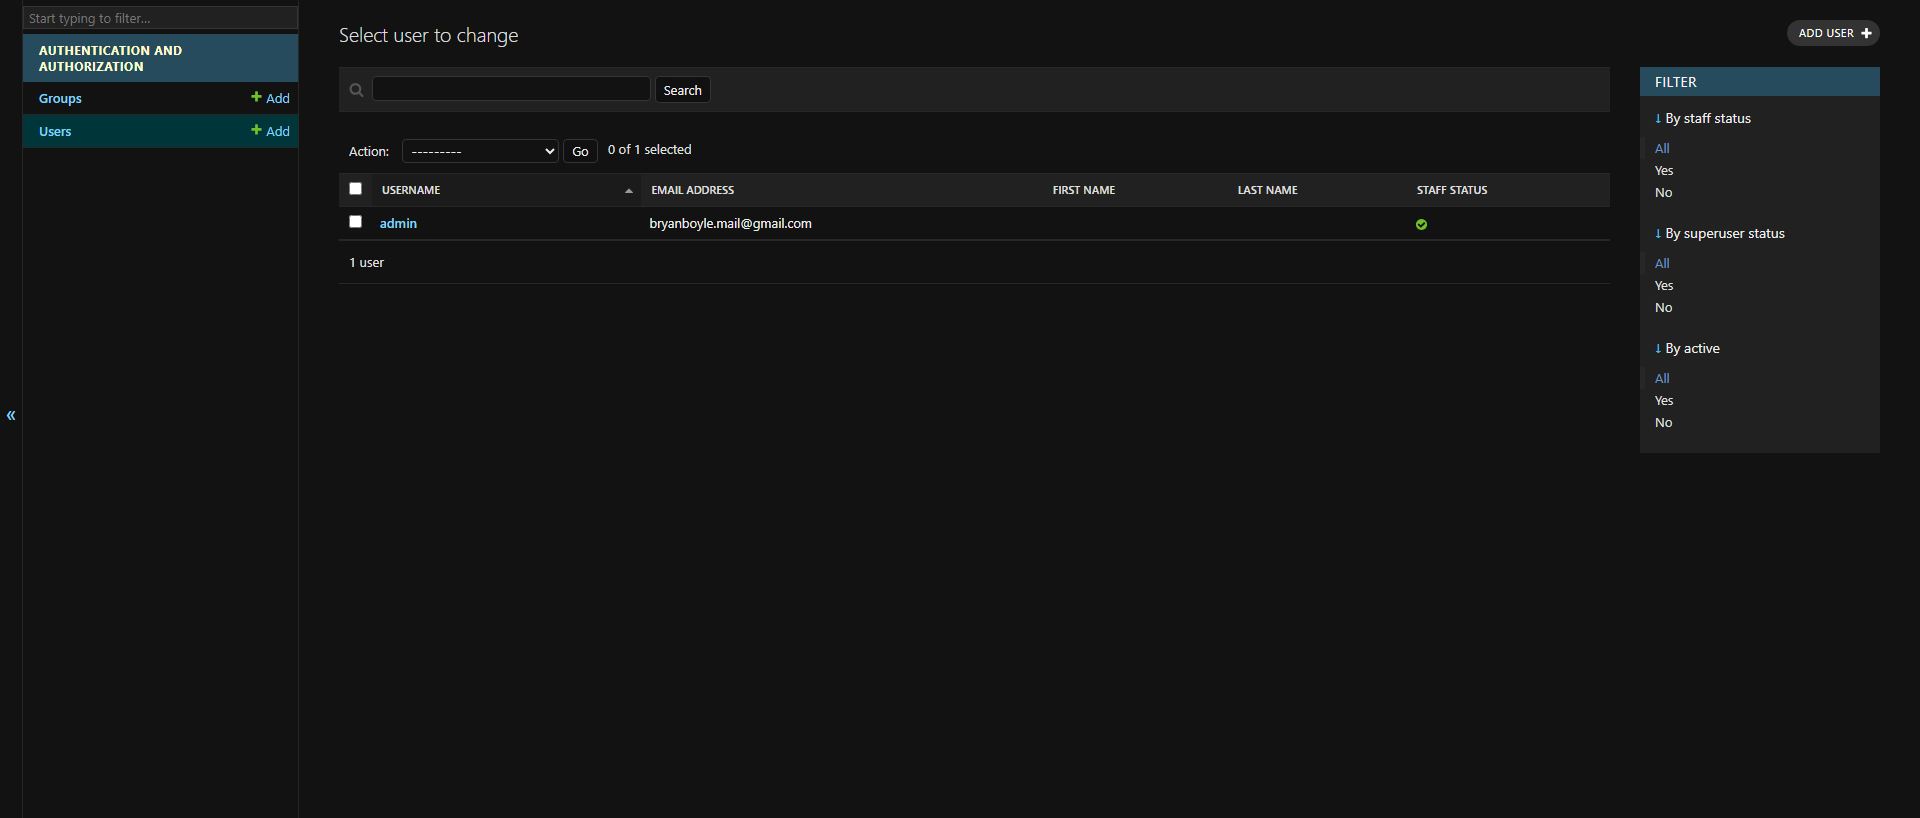 Start typing to filter...
AUTHENTICATION AND
AUTHORIZATION
Groups + Add
Users + Add
«
Select user to change
ADD USER +
Search
Action: --------- Go 0 of 1 selected
USERNAME EMAIL ADDRESS FIRST NAME LAST NAME STAFF STATUS
admin bryanboyle.mail@gmail.com
1 user
FILTER
↓ By staff status
All
Yes
No
↓ By superuser status
All
Yes
No
↓ By active
All
Yes
No